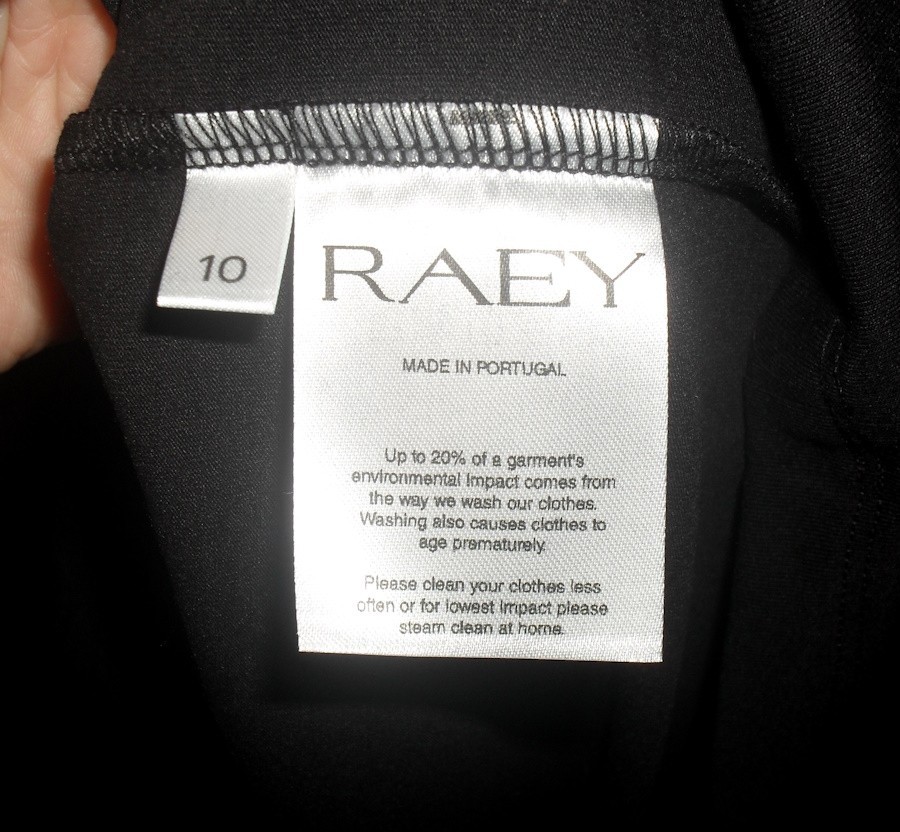 10
RAEY
MADE IN PORTUGAL
Up to 20% of a garment's
environmental impact comes from
the way we wash our clothes.
Washing also causes clothes to
age prematurely.
Please clean your clothes less
often or for lowest impact please
steam clean at home.